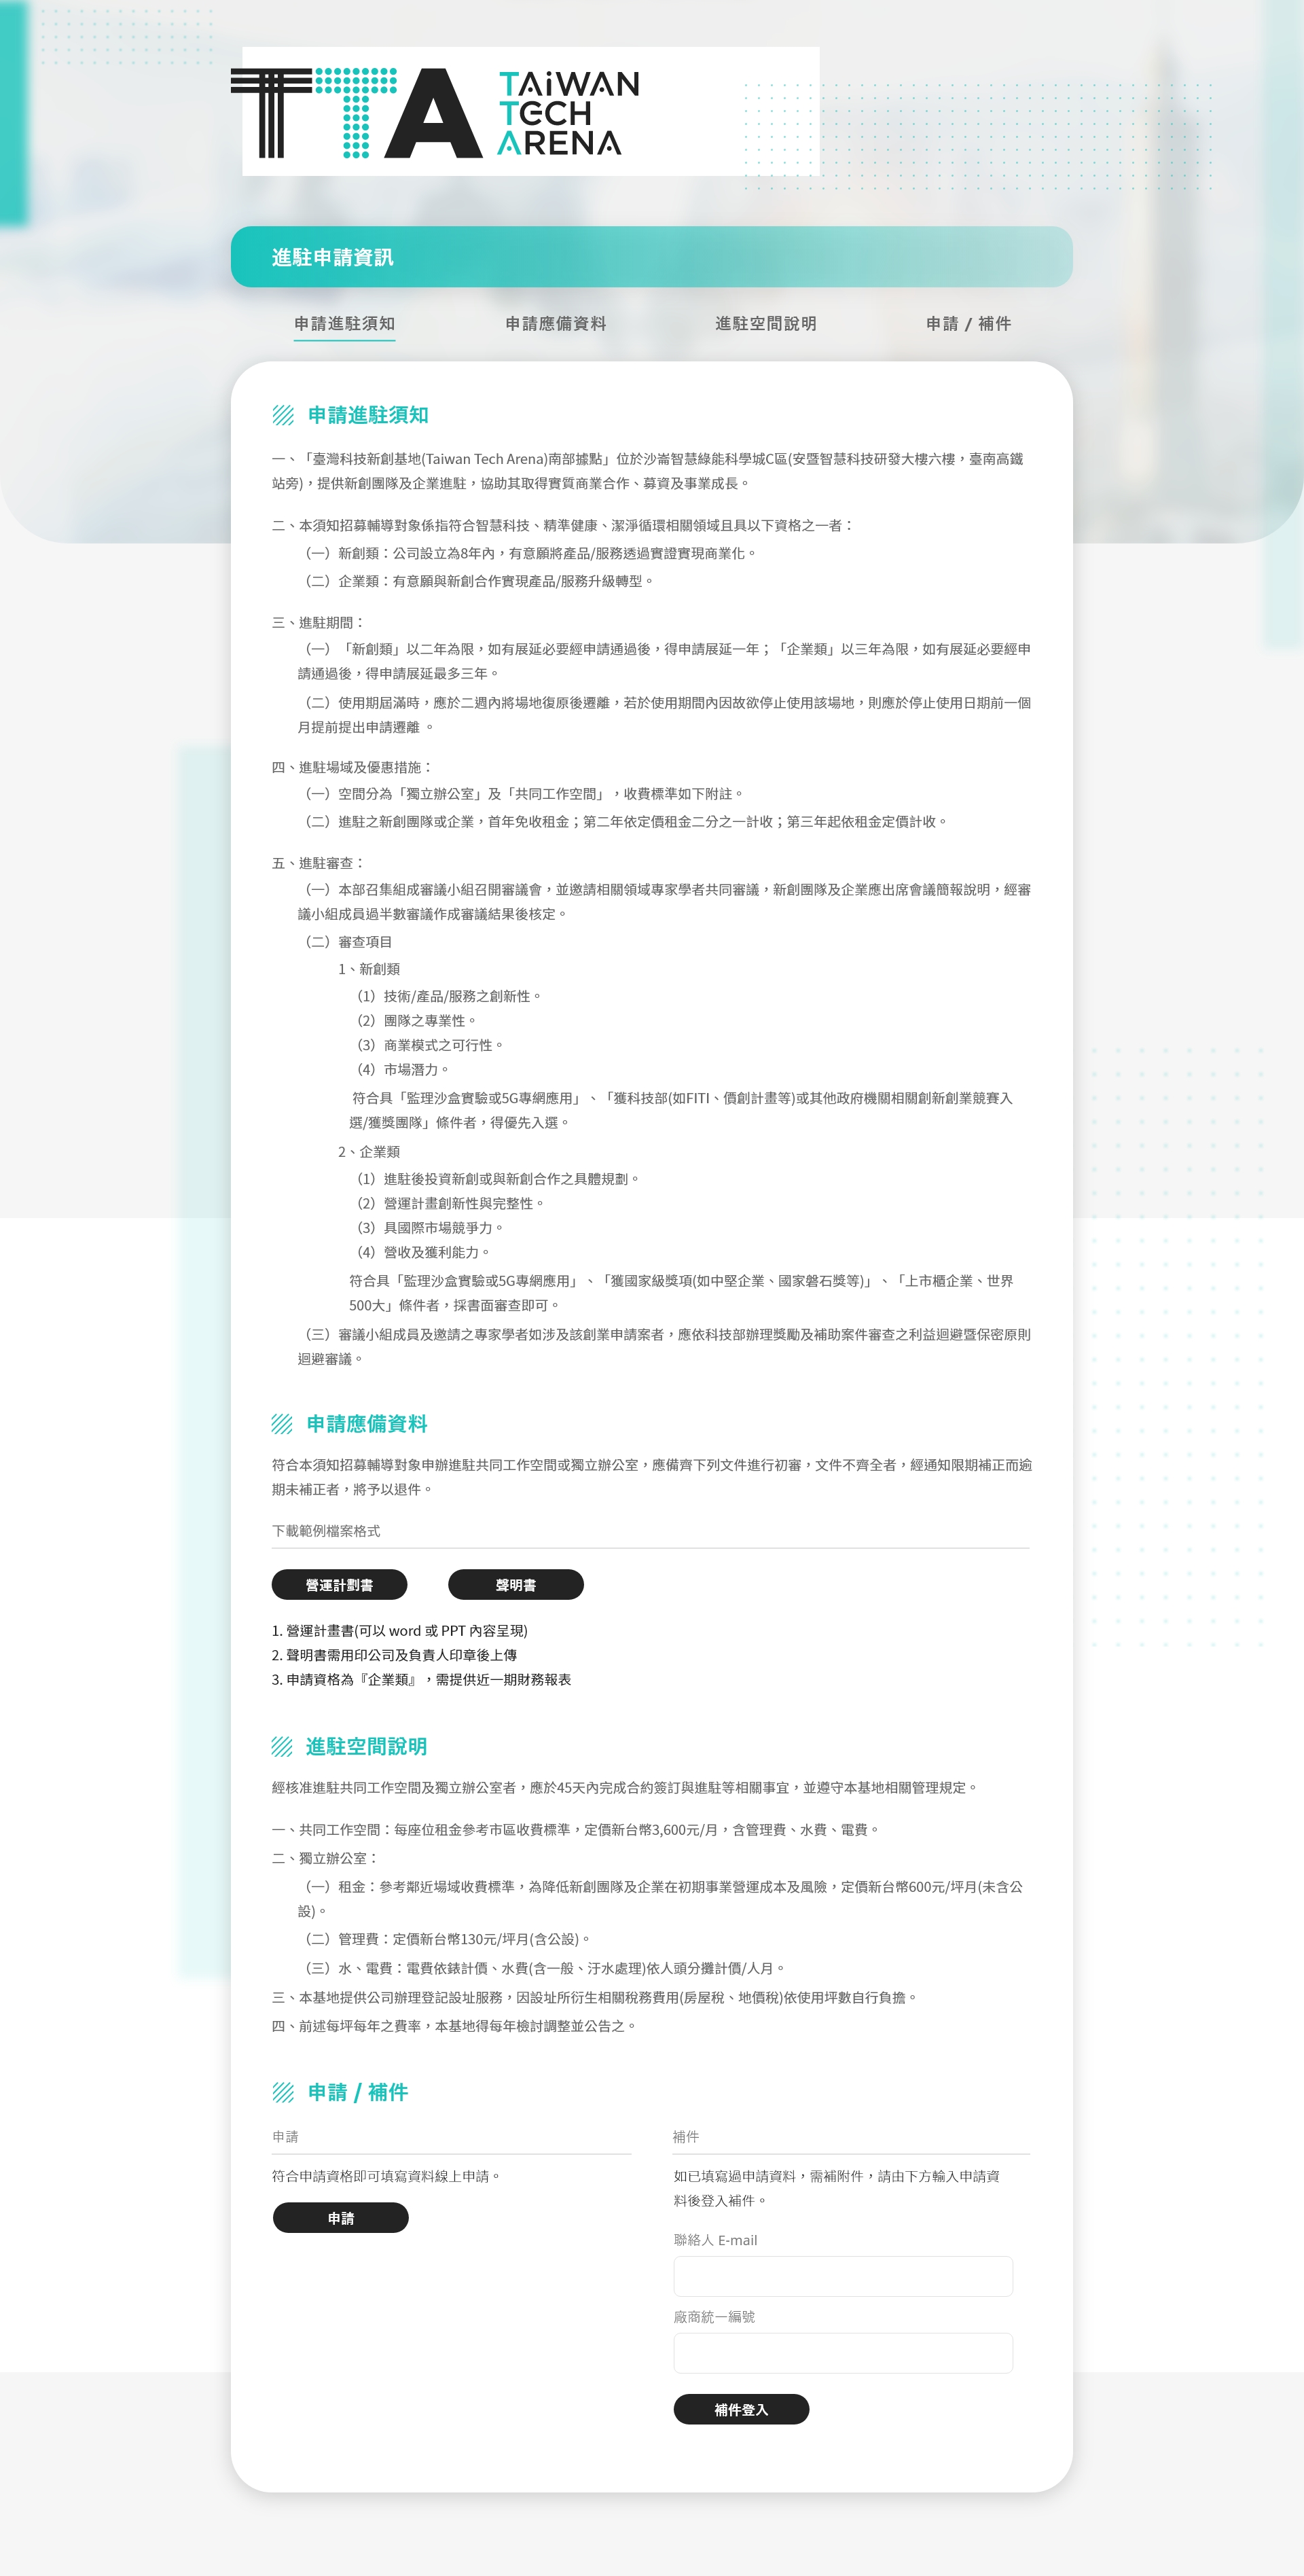 TTA TAiWAN
TECH
ARENA
進駐申請資訊
申請進駐須知 申請應備資料 進駐空間說明 申請 / 補件
申請進駐須知
一、「臺灣科技新創基地(Taiwan Tech Arena)南部據點」位於沙崙智慧綠能科學城C區(安暨智慧科技研發大樓六樓，臺南高鐵
站旁)，提供新創團隊及企業進駐，協助其取得實質商業合作、募資及事業成長。
二、本須知招募輔導對象係指符合智慧科技、精準健康、潔淨循環相關領域且具以下資格之一者：
（一）新創類：公司設立為8年內，有意願將產品/服務透過實證實現商業化。
（二）企業類：有意願與新創合作實現產品/服務升級轉型。
三、進駐期間：
（一）「新創類」以二年為限，如有展延必要經申請通過後，得申請展延一年；「企業類」以三年為限，如有展延必要經申
請通過後，得申請展延最多三年。
（二）使用期屆滿時，應於二週內將場地復原後遷離，若於使用期間內因故欲停止使用該場地，則應於停止使用日期前一個
月提前提出申請遷離 。
四、進駐場域及優惠措施：
（一）空間分為「獨立辦公室」及「共同工作空間」，收費標準如下附註。
（二）進駐之新創團隊或企業，首年免收租金；第二年依定價租金二分之一計收；第三年起依租金定價計收。
五、進駐審查：
（一）本部召集組成審議小組召開審議會，並邀請相關領域專家學者共同審議，新創團隊及企業應出席會議簡報說明，經審
議小組成員過半數審議作成審議結果後核定。
（二）審查項目
1、新創類
（1）技術/產品/服務之創新性。
（2）團隊之專業性。
（3）商業模式之可行性。
（4）市場潛力。
符合具「監理沙盒實驗或5G專網應用」、「獲科技部(如FITI、價創計畫等)或其他政府機關相關創新創業競賽入
選/獲獎團隊」條件者，得優先入選。
2、企業類
（1）進駐後投資新創或與新創合作之具體規劃。
（2）營運計畫創新性與完整性。
（3）具國際市場競爭力。
（4）營收及獲利能力。
符合具「監理沙盒實驗或5G專網應用」、「獲國家級獎項(如中堅企業、國家磐石獎等)」、「上市櫃企業、世界
500大」條件者，採書面審查即可。
（三）審議小組成員及邀請之專家學者如涉及該創業申請案者，應依科技部辦理獎勵及補助案件審查之利益迴避暨保密原則
迴避審議。
申請應備資料
符合本須知招募輔導對象申辦進駐共同工作空間或獨立辦公室，應備齊下列文件進行初審，文件不齊全者，經通知限期補正而逾
期未補正者，將予以退件。
下載範例檔案格式
營運計劃書 聲明書
1. 營運計畫書(可以 word 或 PPT 內容呈現)
2. 聲明書需用印公司及負責人印章後上傳
3. 申請資格為『企業類』，需提供近一期財務報表
進駐空間說明
經核准進駐共同工作空間及獨立辦公室者，應於45天內完成合約簽訂與進駐等相關事宜，並遵守本基地相關管理規定。
一、共同工作空間：每座位租金參考市區收費標準，定價新台幣3,600元/月，含管理費、水費、電費。
二、獨立辦公室：
（一）租金：參考鄰近場域收費標準，為降低新創團隊及企業在初期事業營運成本及風險，定價新台幣600元/坪月(未含公
設)。
（二）管理費：定價新台幣130元/坪月(含公設)。
（三）水、電費：電費依錶計價、水費(含一般、汙水處理)依人頭分攤計價/人月。
三、本基地提供公司辦理登記設址服務，因設址所衍生相關稅務費用(房屋稅、地價稅)依使用坪數自行負擔。
四、前述每坪每年之費率，本基地得每年檢討調整並公告之。
申請 / 補件
申請
符合申請資格即可填寫資料線上申請。
申請
補件
如已填寫過申請資料，需補附件，請由下方輸入申請資
料後登入補件。
聯絡人 E-mail
廠商統一編號
補件登入